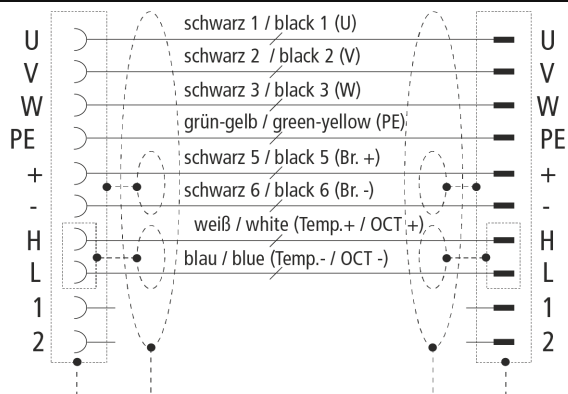 U schwarz 1 / black 1 (U) U
V schwarz 2 / black 2 (V) V
W schwarz 3 / black 3 (W) W
PE grün-gelb / green-yellow (PE) PE
+ schwarz 5 / black 5 (Br. +) +
- schwarz 6 / black 6 (Br. -) -
H weiß / white (Temp.+ / OCT +) H
L blau / blue (Temp.- / OCT -) L
1 1
2 2